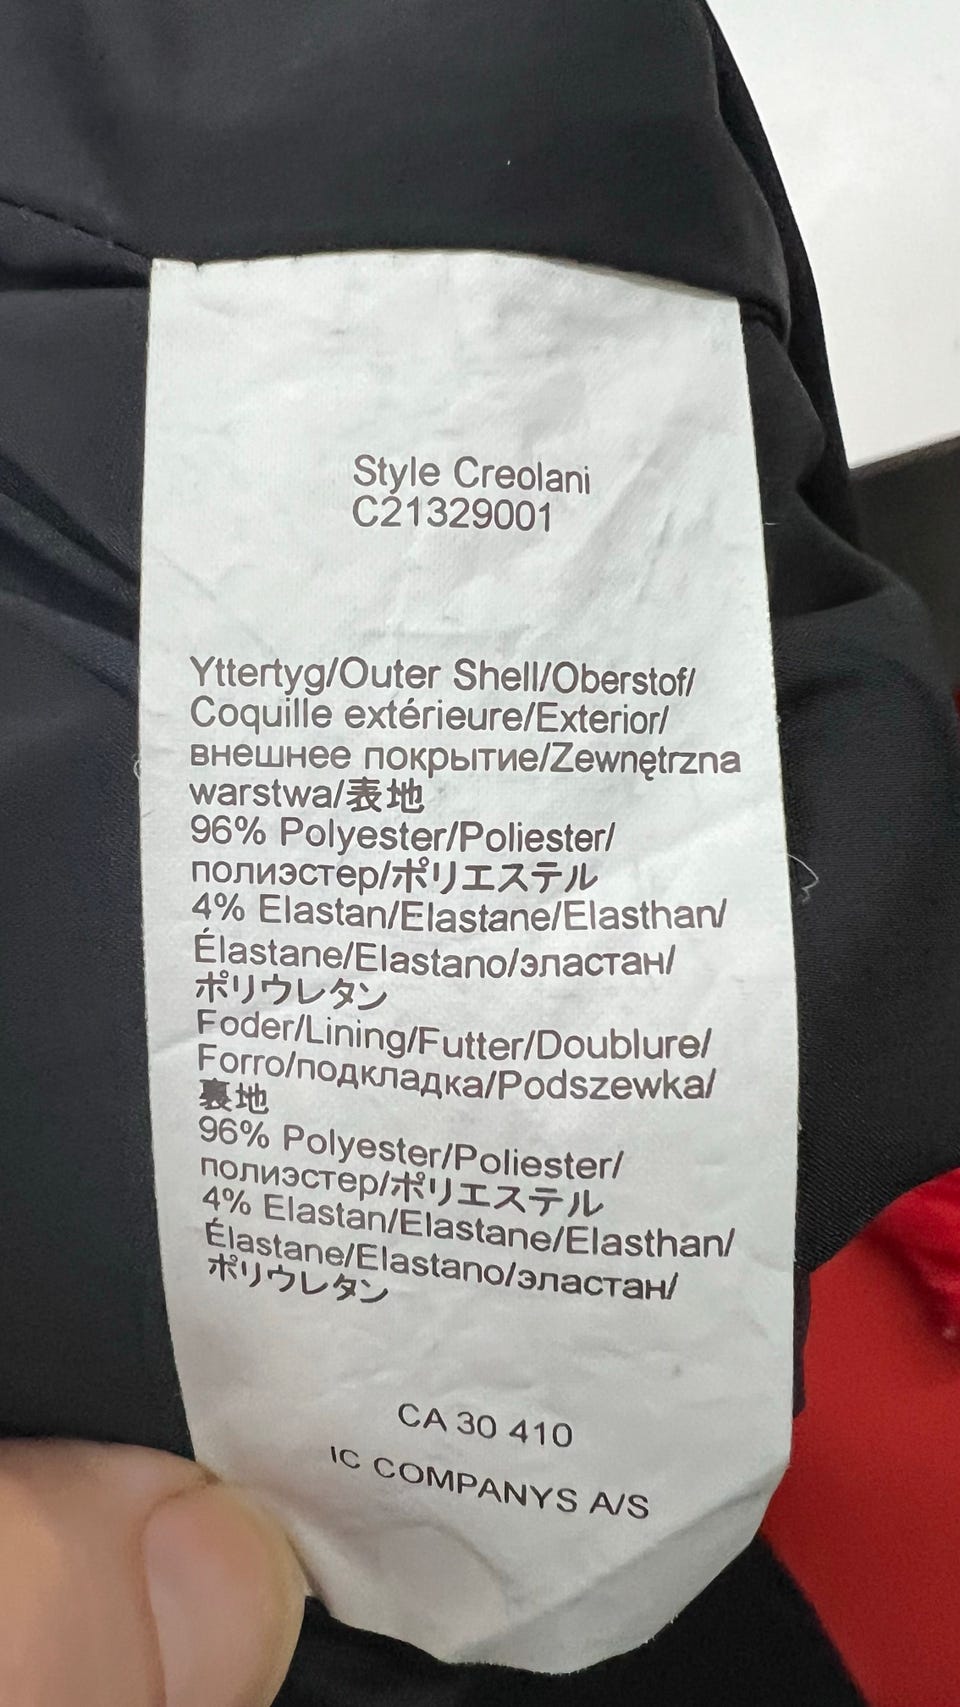 Style Creolani
C21329001
Yttertyg/Outer Shell/Oberstof/
Coquille extérieure/Exterior/
внешнее покрытие/Zewnętrzna
warstwa/表地
96% Polyester/Poliester/
полиэстер/ポリエステル
4% Elastan/Elastane/Elasthan/
Élastane/Elastano/эластан/
ポリウレタン
Foder/Lining/Futter/Doublure/
Forro/подкладка/Podszewka/
裏地
96% Polyester/Poliester/
полиэстер/ポリエステル
4% Elastan/Elastane/Elasthan/
Élastane/Elastano/эластан/
ポリウレタン
CA 30 410
IC COMPANYS A/S